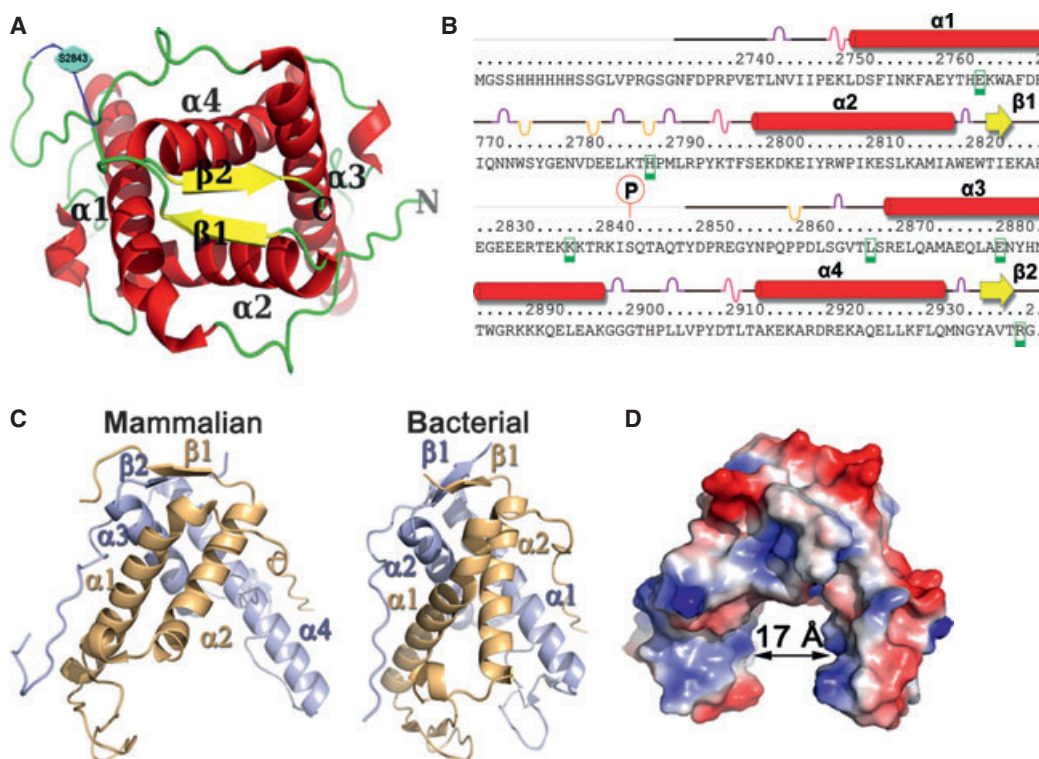 A
S2843
α4
β2
α3
C
N
α1
β1
α2
B
α1
2740 2750 2760
MGSSHHHHHHSSGLVPRGSGNFDPRPVETLNVIIPEKLDSFINKFAEYTHEKWAFD
α2 β1
770 2780 2790 2800 2810 2820
IQNNWSYGENVDEELKTHPMLRPYKTFSEKDKEIYRWPIKESLKAMIAWEWTIEKA
P α3
2830 2840 2850 2860 2870 2880
EGEEERTEKKKTRKISQTAQTYDPREGYNPQPPDLSGVTLSRELQAMAEQLAENYHN
α4 β2
2890 2900 2910 2920 2930 2
TWGRKKKQELEAKGGGTHPLLVPYDTLTAKEKARDREKAQELLKFLQMNGYAVTRG
C
Mammalian
β1
β2
α3
α1
α2
α4
Bacterial
β1
β1
α2
α2
α1
α1
D
17 Å